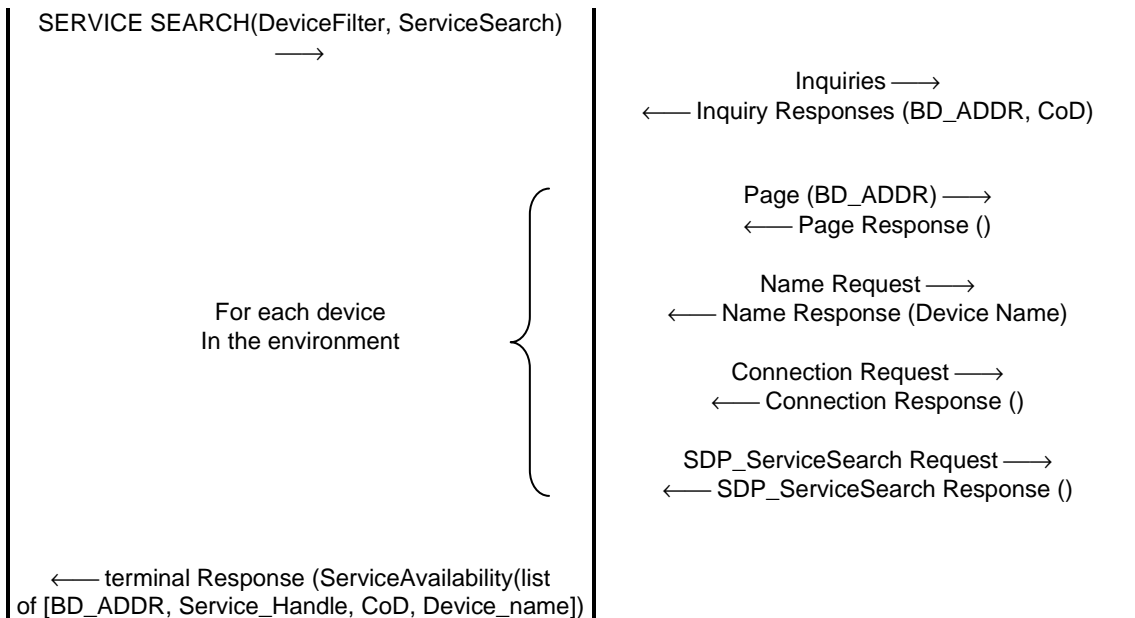 SERVICE SEARCH(DeviceFilter, ServiceSearch)
⟶
Inquiries ⟶
⟵ Inquiry Responses (BD_ADDR, CoD)
Page (BD_ADDR) ⟶
⟵ Page Response ()
Name Request ⟶
⟵ Name Response (Device Name)
For each device
In the environment
Connection Request ⟶
⟵ Connection Response ()
SDP_ServiceSearch Request ⟶
⟵ SDP_ServiceSearch Response ()
⟵ terminal Response (ServiceAvailability(list
of [BD_ADDR, Service_Handle, CoD, Device_name])